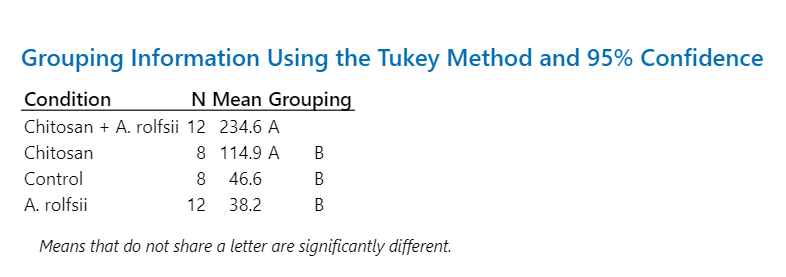 Grouping Information Using the Tukey Method and 95% Confidence
Condition N Mean Grouping
Chitosan + A. rolfsii 12 234.6 A
Chitosan 8 114.9 A B
Control 8 46.6 B
A. rolfsii 12 38.2 B
Means that do not share a letter are significantly different.